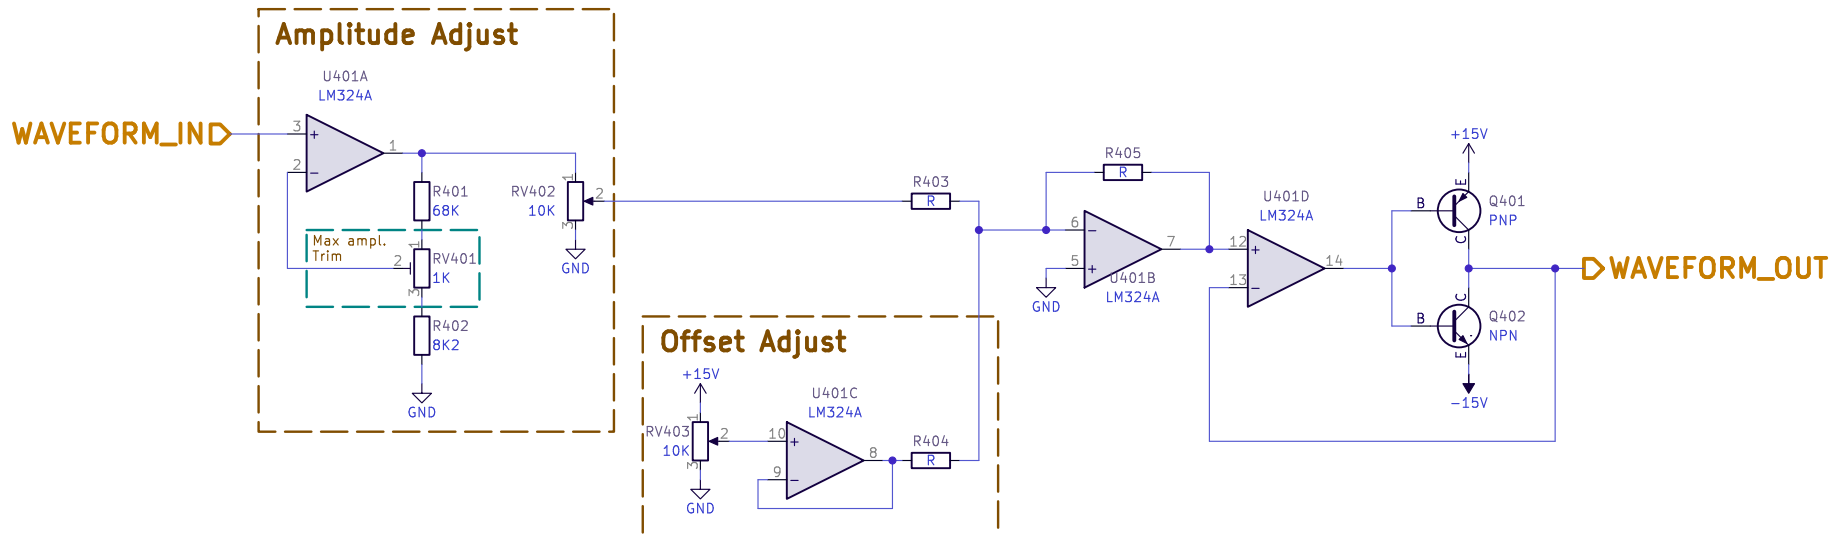 Amplitude Adjust
U401A
LM324A
WAVEFORM_IN
3
+
2
−
1
R401
68K
Max ampl.
Trim
1
2
3
RV401
1K
R402
8K2
GND
RV402
10K
1
2
3
GND
R403
R
R405
R
6
−
5
+
7
U401B
LM324A
GND
U401D
LM324A
12
+
13
−
14
+15V
E
B
C
Q401
PNP
WAVEFORM_OUT
C
B
E
Q402
NPN
-15V
Offset Adjust
+15V
RV403
10K
1
2
3
GND
U401C
LM324A
10
+
9
−
8
R404
R